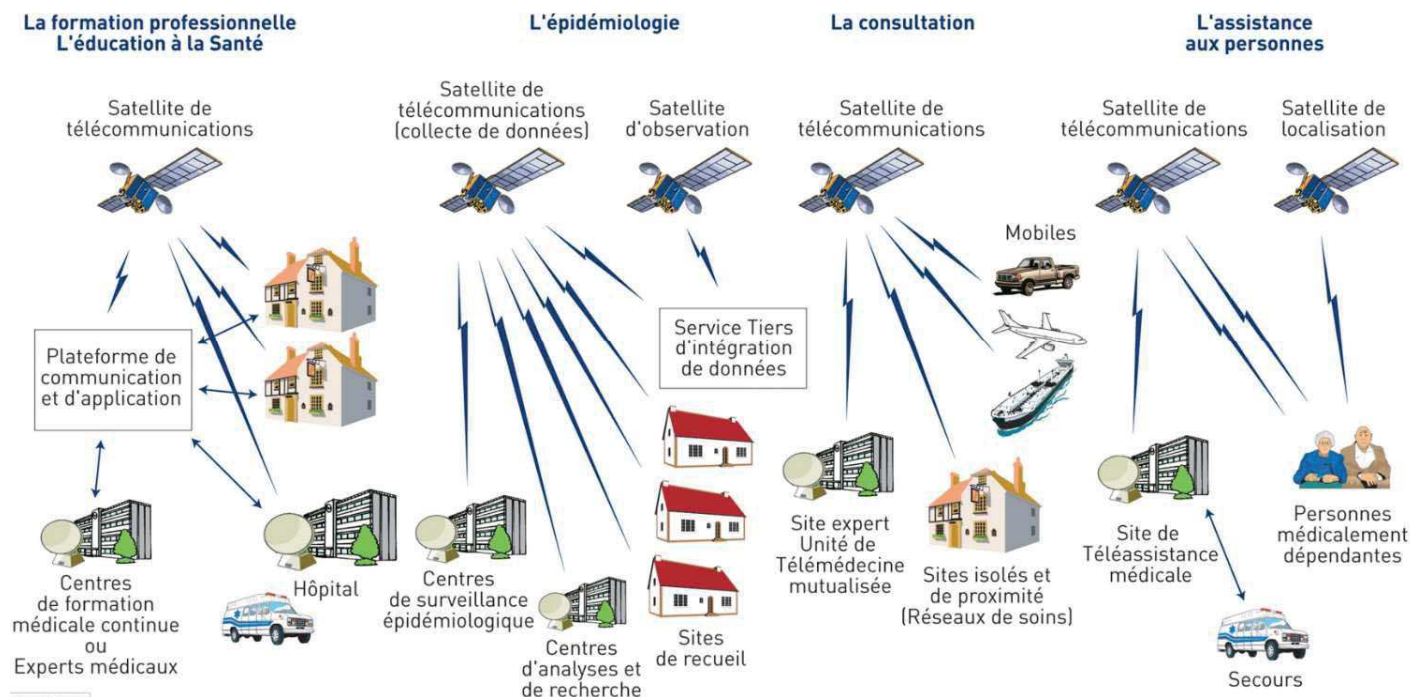 La formation professionnelle
L'éducation à la Santé
L'épidémiologie
La consultation
L'assistance
aux personnes
Satellite de
télécommunications
Satellite de
télécommunications
(collecte de données)
Satellite
d'observation
Satellite de
télécommunications
Satellite de
télécommunications
Satellite de
localisation
Mobiles
Plateforme de
communication
et d'application
Service Tiers
d'intégration
de données
Centres
de formation
médicale continue
ou
Experts médicaux
Hôpital
Centres
de surveillance
épidémiologique
Centres
d'analyses et
de recherche
Sites
de recueil
Site expert
Unité de
Télémédecine
mutualisée
Sites isolés et
de proximité
(Réseaux de soins)
Site de
Téléassistance
médicale
Personnes
médicalement
dépendantes
Secours